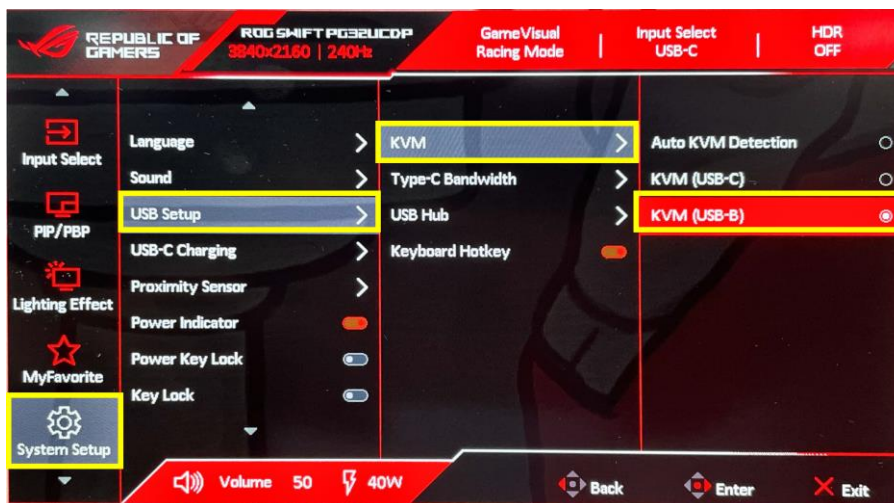 REPUBLIC OF
GAMERS
ROG SWIFT PG32UCDP
3840x2160 | 240Hz
GameVisual
Racing Mode
|
Input Select
USB-C
|
HDR
OFF
Input Select
PIP/PBP
Lighting Effect
MyFavorite
System Setup
Language
Sound
USB Setup
USB-C Charging
Proximity Sensor
Power Indicator
Power Key Lock
Key Lock
KVM
Type-C Bandwidth
USB Hub
Keyboard Hotkey
Auto KVM Detection
KVM (USB-C)
KVM (USB-B)
Volume 50 40W
Back
Enter
Exit